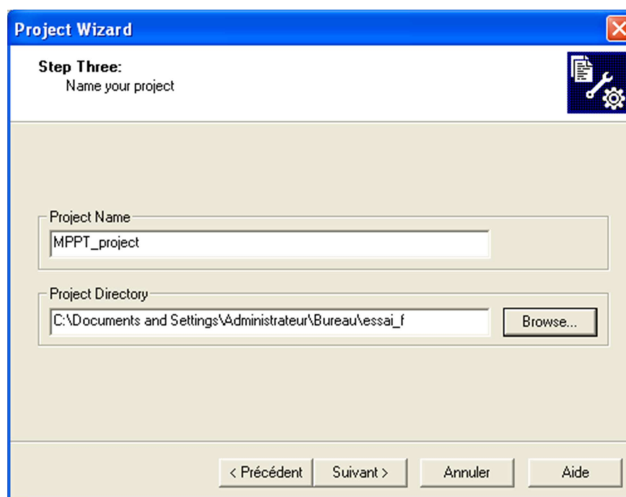 Project Wizard
Step Three:
Name your project
Project Name
MPPT_project
Project Directory
C:\Documents and Settings\Administrateur\Bureau\essai_f
Browse...
< Précédent
Suivant >
Annuler
Aide